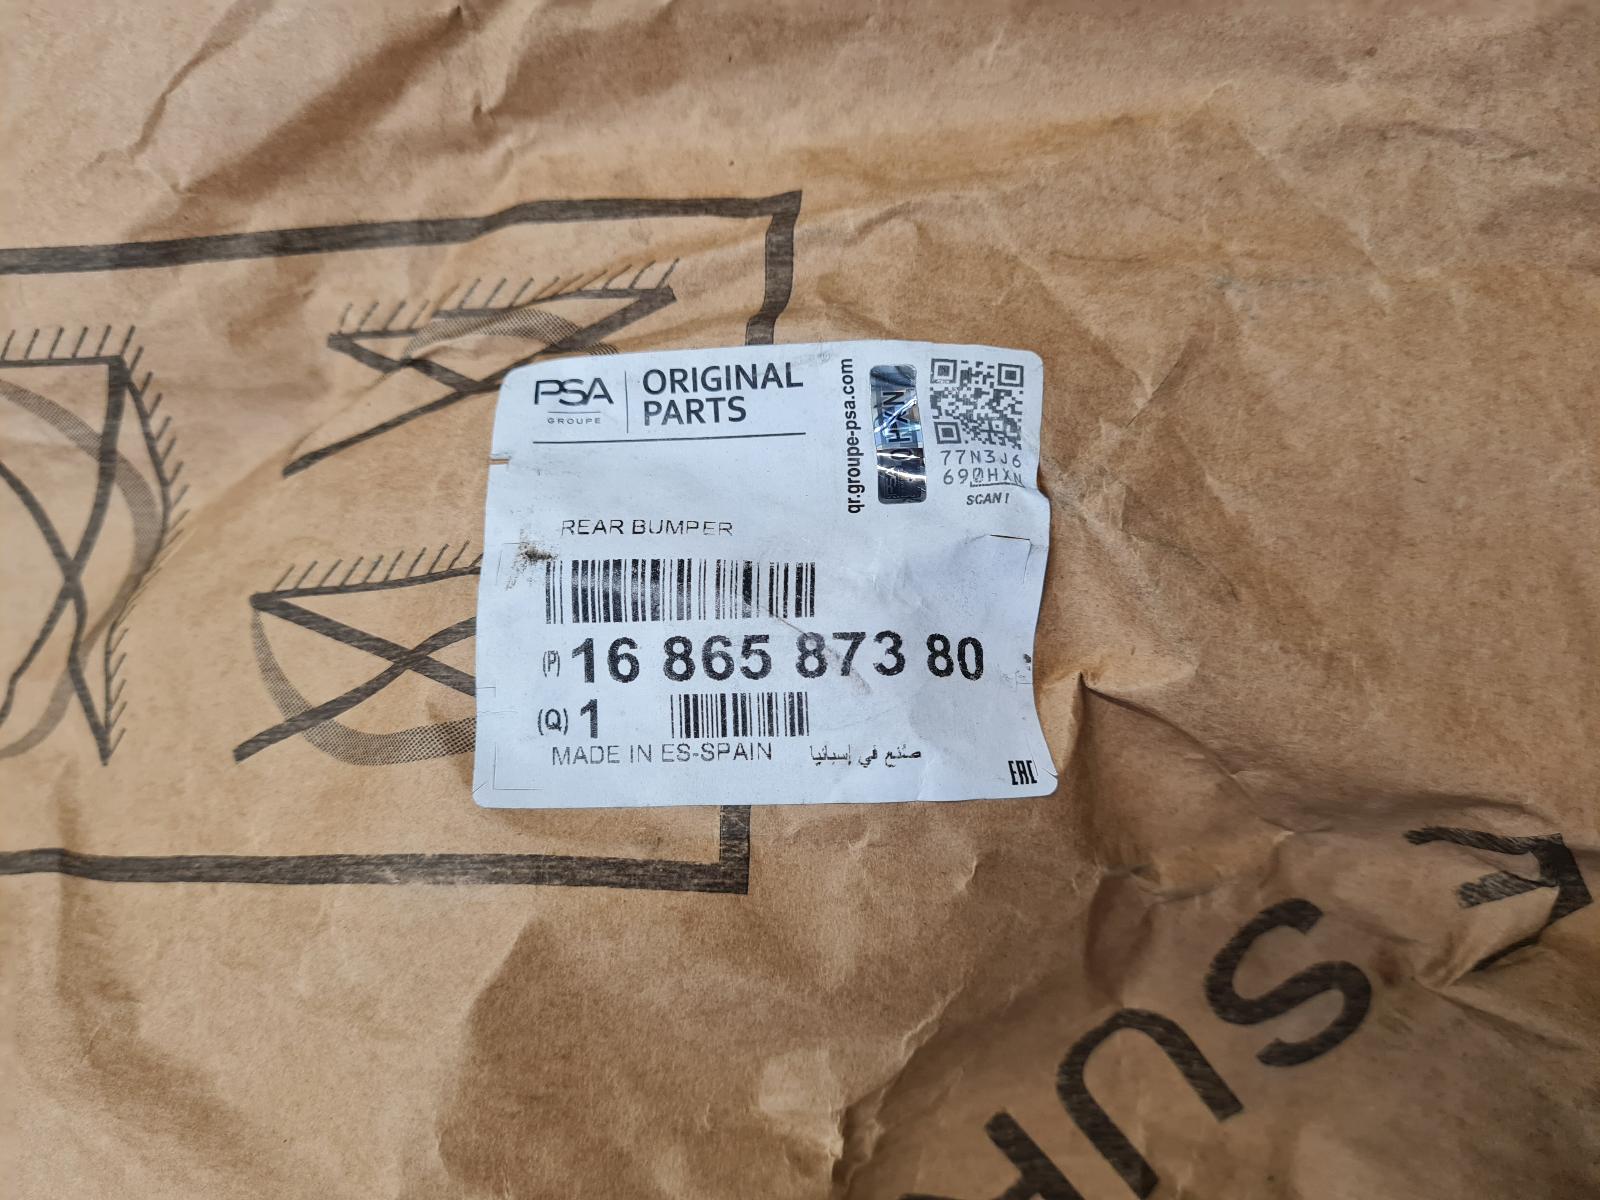 PSA
GROUPE
ORIGINAL
PARTS
qr.groupe-psa.com
77N3J6
690HXN
SCAN!
REAR BUMPER
(P) 16 865 873 80
(Q) 1
MADE IN ES-SPAIN صنع في إسبانيا
EAC
SUR